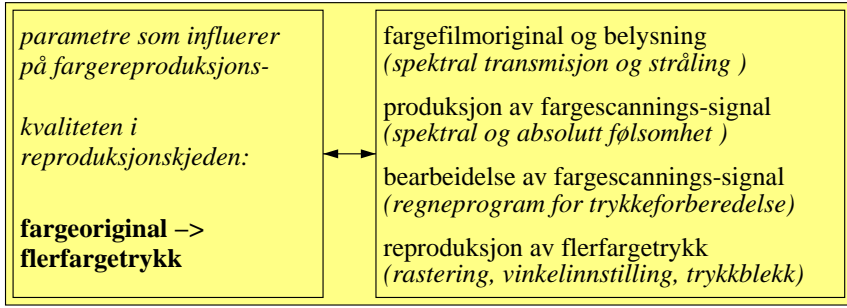 parametre som influerer
på fargereproduksjons-
kvaliteten i
reproduksjonskjeden:
fargeoriginal −>
flerfargetrykk
fargefilmoriginal og belysning
(spektral transmisjon og stråling )
produksjon av fargescannings-signal
(spektral og absolutt følsomhet )
bearbeidelse av fargescannings-signal
(regneprogram for trykkeforberedelse)
reproduksjon av flerfargetrykk
(rastering, vinkelinnstilling, trykkblekk)